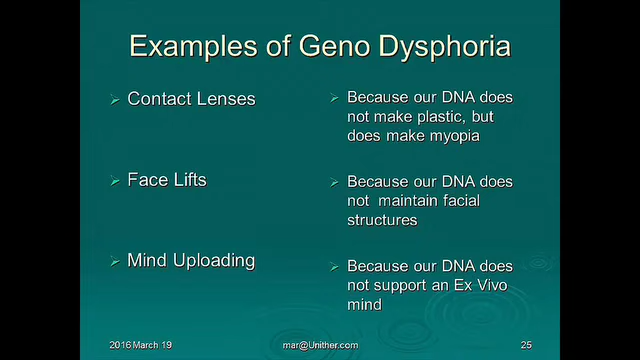 Examples of Geno Dysphoria
Contact Lenses
Because our DNA does
not make plastic, but
does make myopia
Face Lifts
Because our DNA does
not maintain facial
structures
Mind Uploading
Because our DNA does
not support an Ex Vivo
mind
2016 March 19
mar@Unither.com
25